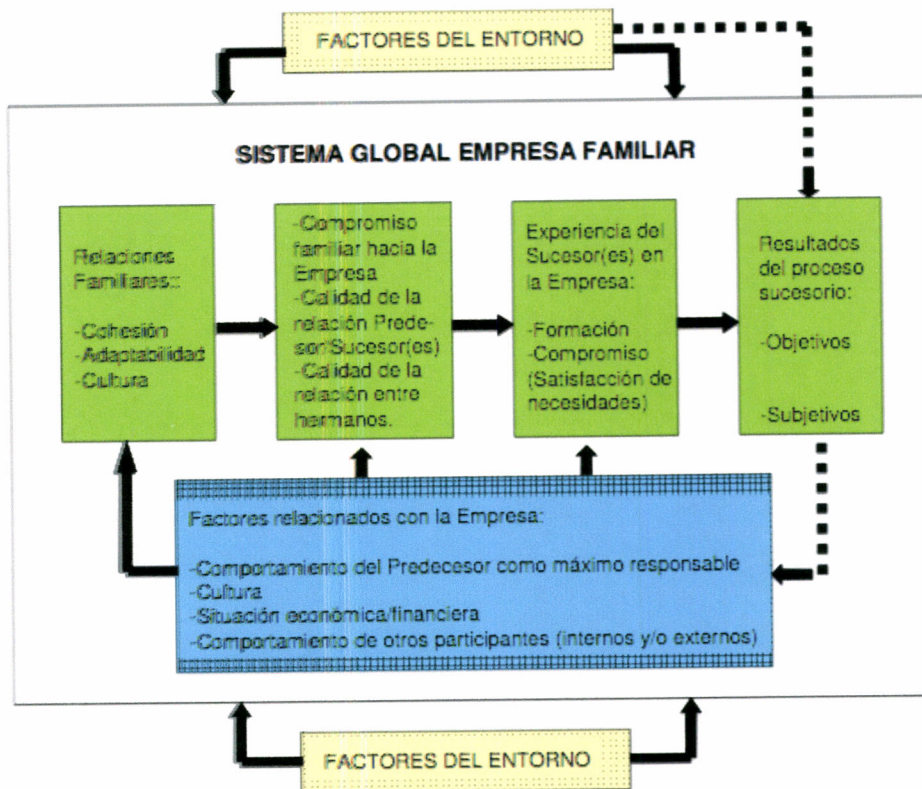 FACTORES DEL ENTORNO
SISTEMA GLOBAL EMPRESA FAMILIAR
Relaciones
Familiares::
-Cohesión
-Adaptabilidad
-Cultura
-Compromiso
familiar hacia la
Empresa
-Calidad de la
relación Prede-
sor/Sucesor(es)
-Calidad de la
relación entre
hermanos.
Experiencia del
Sucesor(es) en
la Empresa:
-Formación
-Compromiso
(Satisfacción de
necesidades)
Resultados
del proceso
sucesorio:
-Objetivos
-Subjetivos
Factores relacionados con la Empresa:
-Comportamiento del Predecesor como máximo responsable
-Cultura
-Situación económica/financiera
-Comportamiento de otros participantes (internos y/o externos)
FACTORES DEL ENTORNO